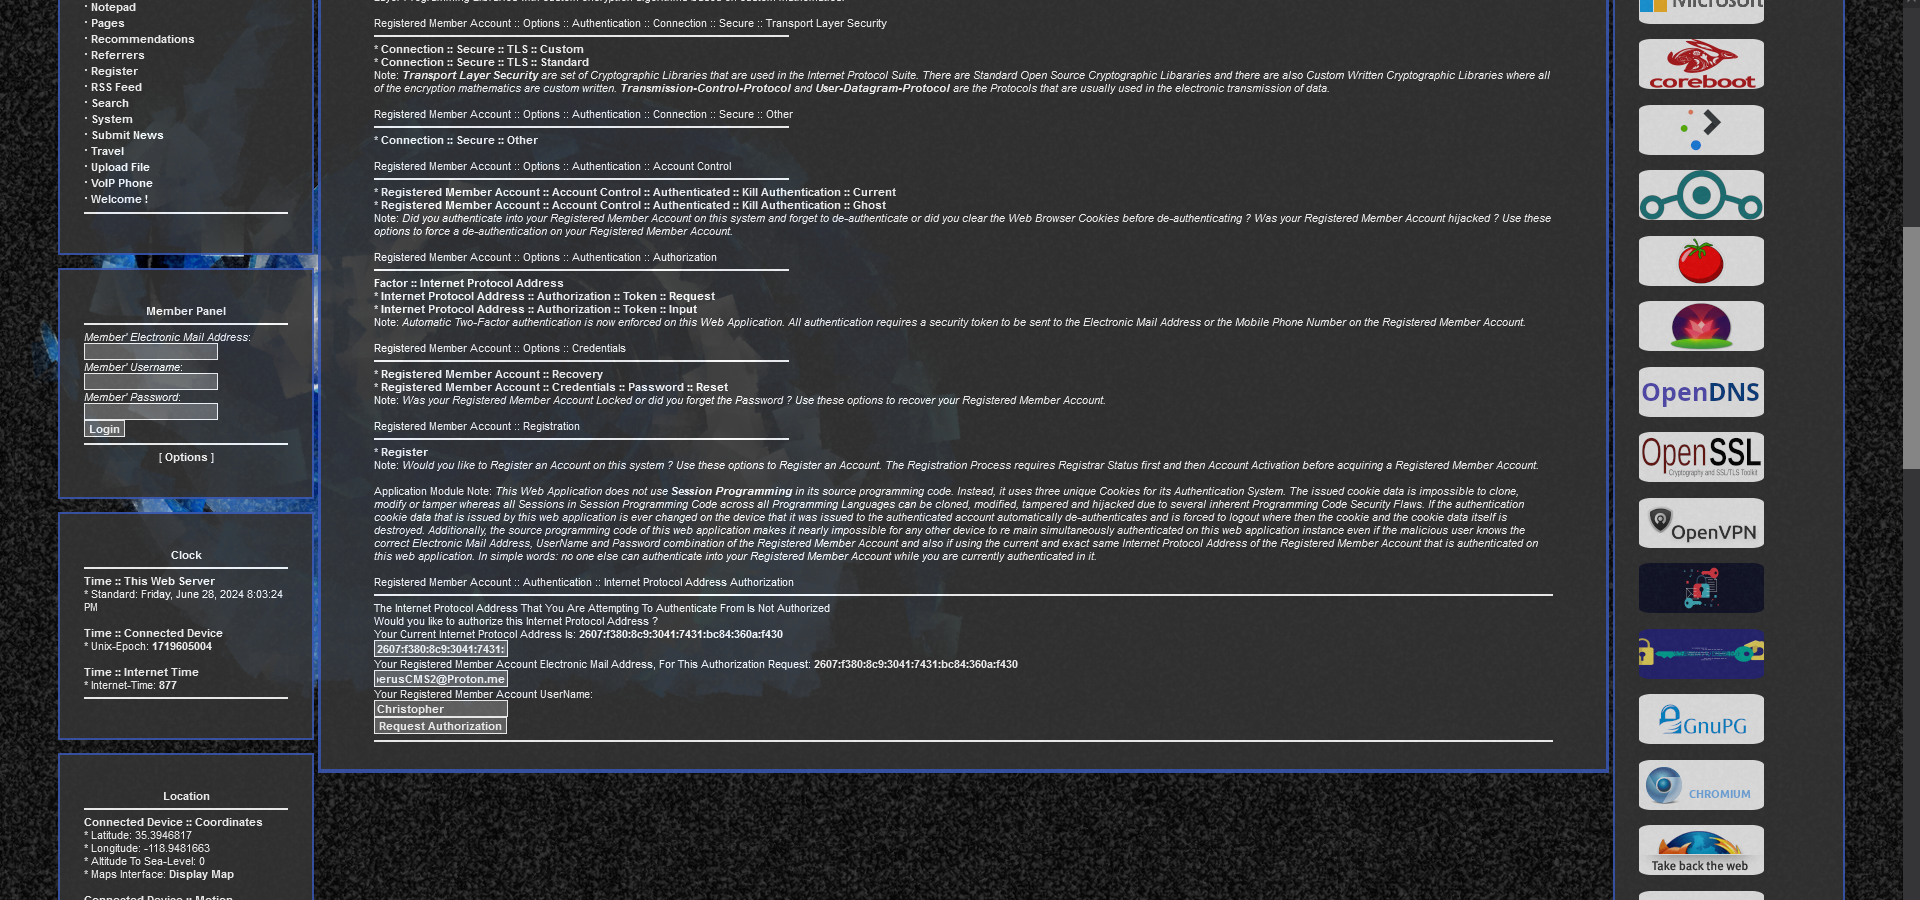 · Notepad
· Pages
· Recommendations
· Referrers
· Register
· RSS Feed
· Search
· System
· Submit News
· Travel
· Upload File
· VoIP Phone
· Welcome !
Member Panel
Member' Electronic Mail Address:
Member' Username:
Member' Password:
Login
[ Options ]
Clock
Time :: This Web Server
* Standard: Friday, June 28, 2024 8:03:24
PM
Time :: Connected Device
* Unix-Epoch: 1719605004
Time :: Internet Time
* Internet-Time: 877
Location
Connected Device :: Coordinates
* Latitude: 35.3946817
* Longitude: -118.9481663
* Altitude To Sea-Level: 0
* Maps Interface: Display Map
Connected Device :: Motion
Registered Member Account :: Options :: Authentication :: Connection :: Secure :: Transport Layer Security
* Connection :: Secure :: TLS :: Custom
* Connection :: Secure :: TLS :: Standard
Note: Transport Layer Security are set of Cryptographic Libraries that are used in the Internet Protocol Suite. There are Standard Open Source Cryptographic Libararies and there are also Custom Written Cryptographic Libraries where all
of the encryption mathematics are custom written. Transmission-Control-Protocol and User-Datagram-Protocol are the Protocols that are usually used in the electronic transmission of data.
Registered Member Account :: Options :: Authentication :: Connection :: Secure :: Other
* Connection :: Secure :: Other
Registered Member Account :: Options :: Authentication :: Account Control
* Registered Member Account :: Account Control :: Authenticated :: Kill Authentication :: Current
* Registered Member Account :: Account Control :: Authenticated :: Kill Authentication :: Ghost
Note: Did you authenticate into your Registered Member Account on this system and forget to de-authenticate or did you clear the Web Browser Cookies before de-authenticating ? Was your Registered Member Account hijacked ? Use these
options to force a de-authentication on your Registered Member Account.
Registered Member Account :: Options :: Authentication :: Authorization
Factor :: Internet Protocol Address
* Internet Protocol Address :: Authorization :: Token :: Request
* Internet Protocol Address :: Authorization :: Token :: Input
Note: Automatic Two-Factor authentication is now enforced on this Web Application. All authentication requires a security token to be sent to the Electronic Mail Address or the Mobile Phone Number on the Registered Member Account.
Registered Member Account :: Options :: Credentials
* Registered Member Account :: Recovery
* Registered Member Account :: Credentials :: Password :: Reset
Note: Was your Registered Member Account Locked or did you forget the Password ? Use these options to recover your Registered Member Account.
Registered Member Account :: Registration
* Register
Note: Would you like to Register an Account on this system ? Use these options to Register an Account. The Registration Process requires Registrar Status first and then Account Activation before acquiring a Registered Member Account.
Application Module Note: This Web Application does not use Session Programming in its source programming code. Instead, it uses three unique Cookies for its Authentication System. The issued cookie data is impossible to clone,
modify or tamper whereas all Sessions in Session Programming Code across all Programming Languages can be cloned, modified, tampered and hijacked due to several inherent Programming Code Security Flaws. If the authentication
cookie data that is issued by this web application is ever changed on the device that it was issued to the authenticated account automatically de-authenticates and is forced to logout where then the cookie and the cookie data itself is
destroyed. Additionally, the source programming code of this web application makes it nearly impossible for any other device to re main simultaneously authenticated on this web application instance even if the malicious user knows the
correct Electronic Mail Address, UserName and Password combination of the Registered Member Account and also if using the current and exact same Internet Protocol Address of the Registered Member Account that is authenticated on
this web application. In simple words: no one else can authenticate into your Registered Member Account while you are currently authenticated in it.
Registered Member Account :: Authentication :: Internet Protocol Address Authorization
The Internet Protocol Address That You Are Attempting To Authenticate From Is Not Authorized
Would you like to authorize this Internet Protocol Address ?
Your Current Internet Protocol Address Is: 2607:f380:8c9:3041:7431:bc84:360a:f430
2607:f380:8c9:3041:7431:
Your Registered Member Account Electronic Mail Address, For This Authorization Request: 2607:f380:8c9:3041:7431:bc84:360a:f430
erusCMS2@Proton.me
Your Registered Member Account UserName:
Christopher
Request Authorization
Microsoft
coreboot
OpenDNS
OpenSSL
Cryptography and SSL/TLS Toolkit
OpenVPN
GnuPG
CHROMIUM
Take back the web